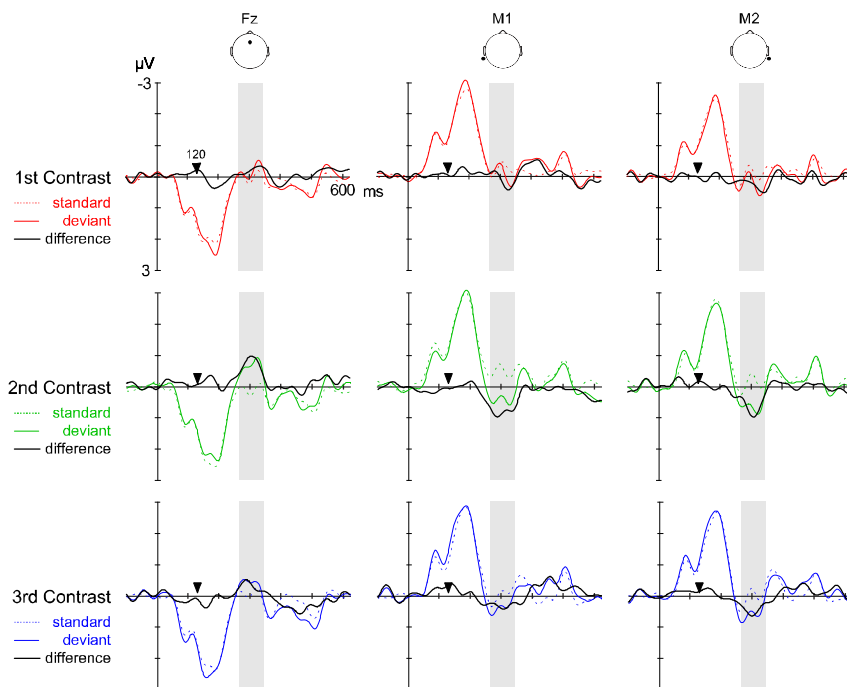 Fz M1 M2
µV
-3
120
1st Contrast
600 ms
standard
deviant
difference
3
2nd Contrast
standard
deviant
difference
3rd Contrast
standard
deviant
difference